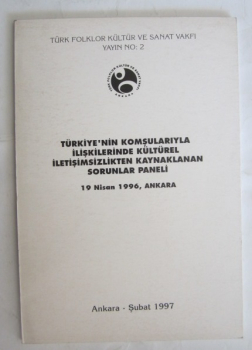 TÜRK FOLKLOR KÜLTÜR VE SANAT VAKFI
YAYIN NO: 2
TÜRKİYE'NİN KOMŞULARIYLA
İLİŞKİLERİNDE KÜLTÜREL
İLETİŞİMSİZLİKTEN KAYNAKLANAN
SORUNLAR PANELİ
19 Nisan 1996, ANKARA
Ankara - Şubat 1997